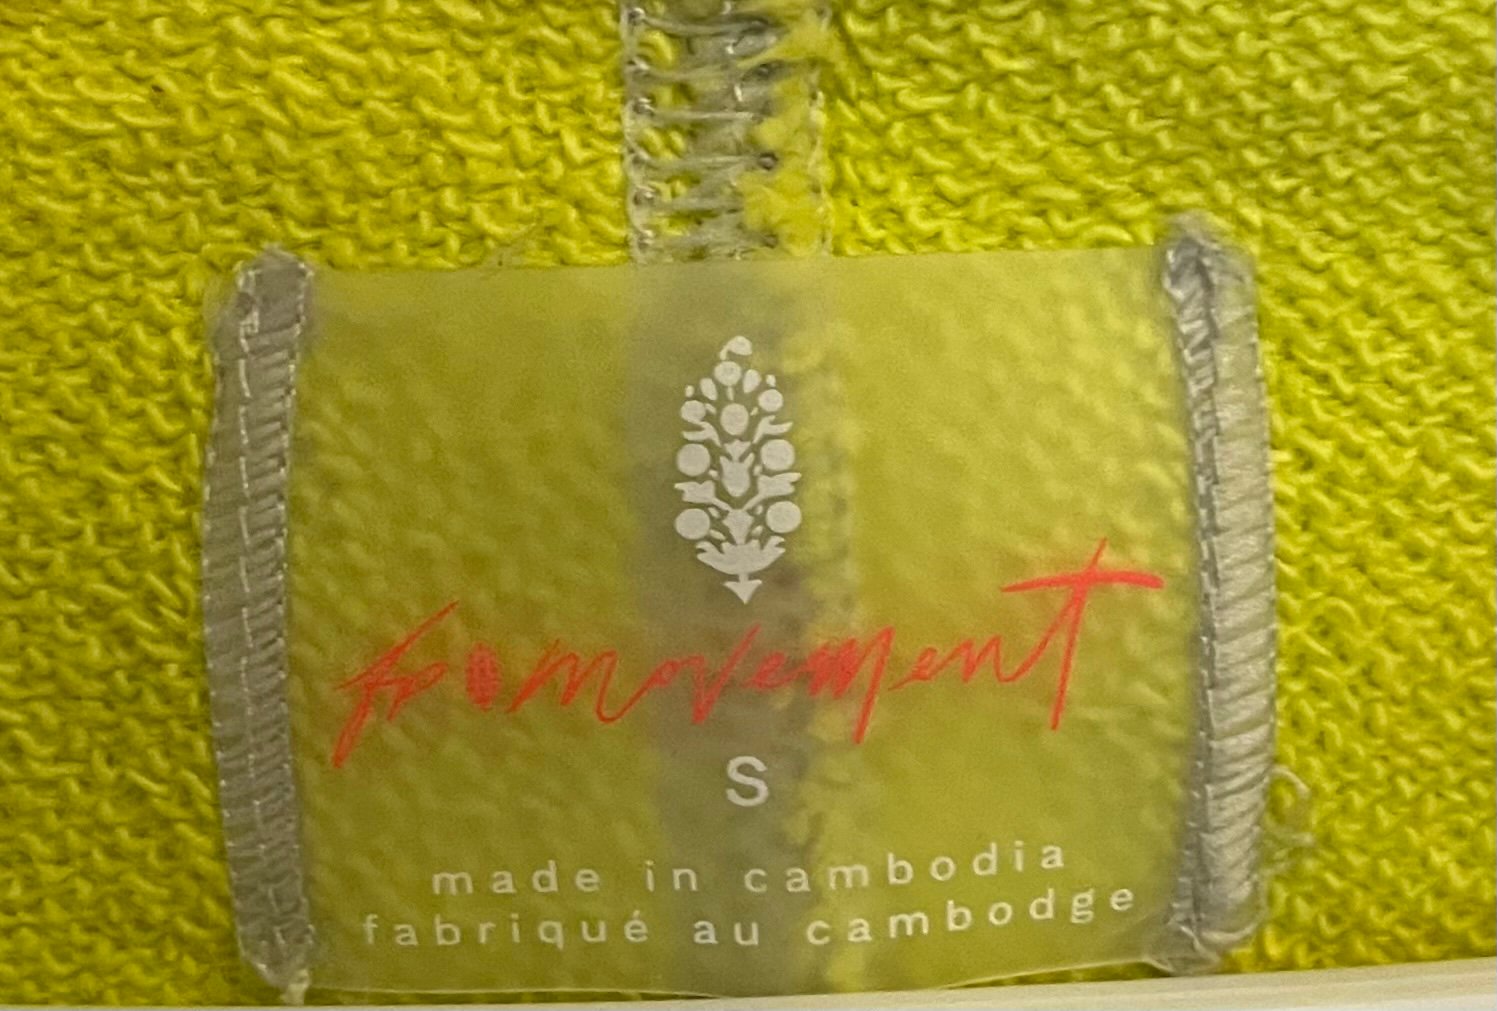 fp movement
S
made in cambodia
fabriqué au cambodge